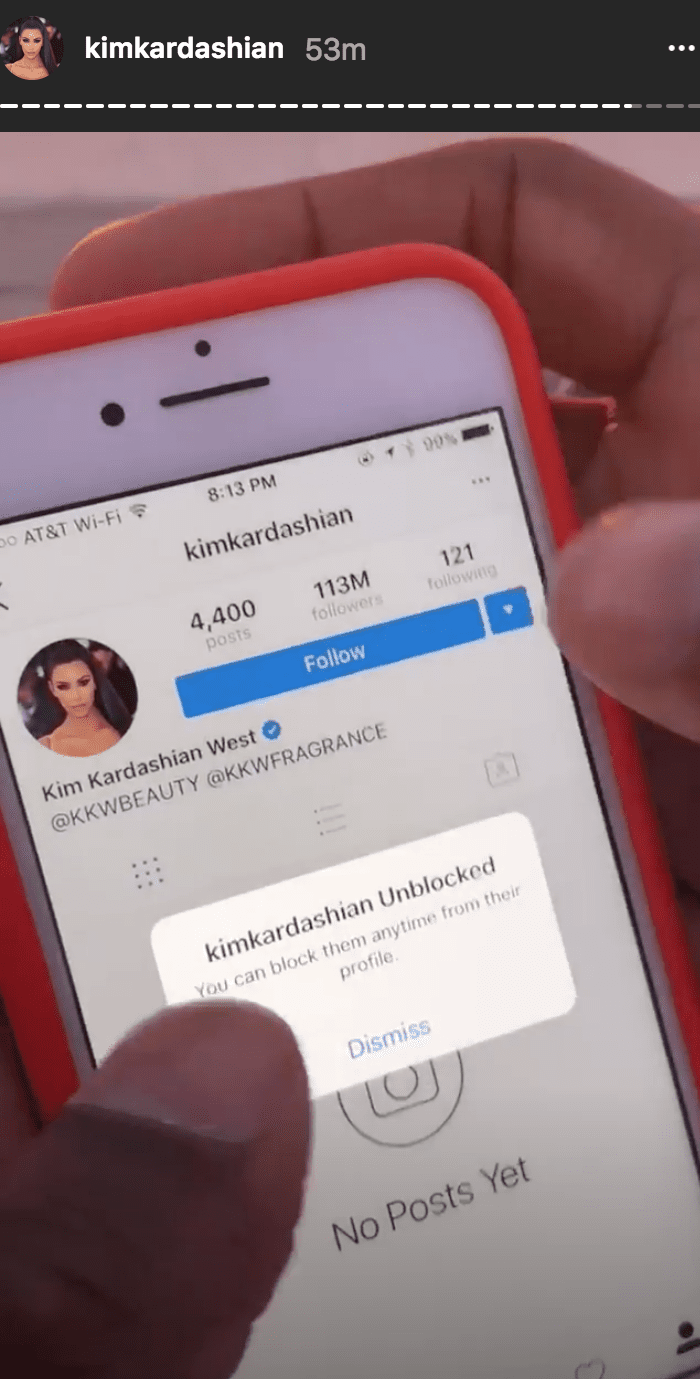 kimkardashian 53m
AT&T Wi-Fi 8:13 PM 99%
kimkardashian
4,400 113M 121
posts followers following
Follow
Kim Kardashian West
@KKWBEAUTY @KKWFRAGRANCE
kimkardashian Unblocked
You can block them anytime from their
profile.
Dismiss
No Posts Yet